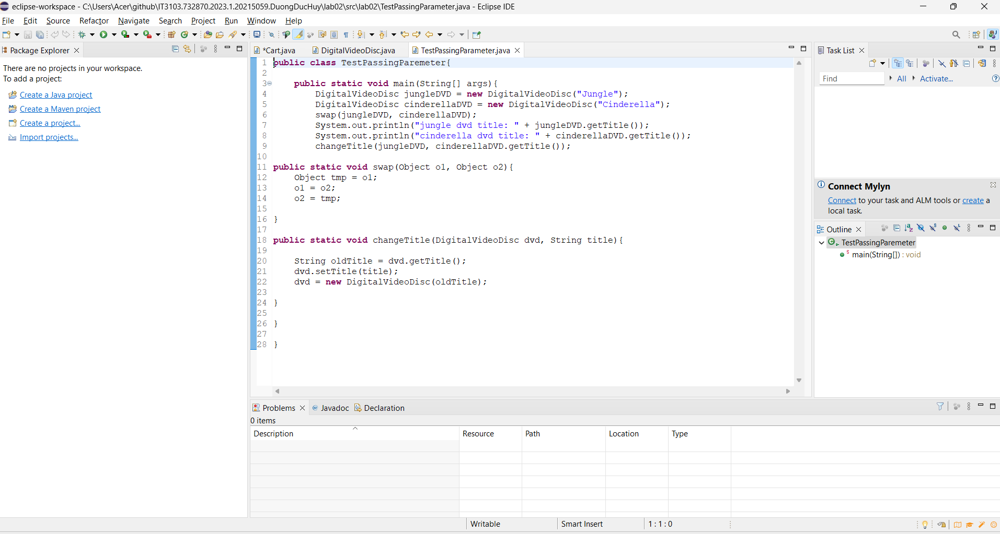 eclipse-workspace - C:\Users\Acer\github\IT3103.732870.2023.1.20215059.DuongDucHuy\lab02\src\lab02\TestPassingParameter.java - Eclipse IDE
File Edit Source Refactor Navigate Search Project Run Window Help
Package Explorer
There are no projects in your workspace.
To add a project:
Create a Java project
Create a Maven project
Create a project...
Import projects...
*Cart.java DigitalVideoDisc.java TestPassingParameter.java
1 public class TestPassingParemeter{
2
3 public static void main(String[] args){
4 DigitalVideoDisc jungleDVD = new DigitalVideoDisc("Jungle");
5 DigitalVideoDisc cinderellaDVD = new DigitalVideoDisc("Cinderella");
6 swap(jungleDVD, cinderellaDVD);
7 System.out.println("jungle dvd title: " + jungleDVD.getTitle());
8 System.out.println("cinderella dvd title: " + cinderellaDVD.getTitle());
9 changeTitle(jungleDVD, cinderellaDVD.getTitle());
10
11 public static void swap(Object o1, Object o2){
12 Object tmp = o1;
13 o1 = o2;
14 o2 = tmp;
15
16 }
17
18 public static void changeTitle(DigitalVideoDisc dvd, String title){
19
20 String oldTitle = dvd.getTitle();
21 dvd.setTitle(title);
22 dvd = new DigitalVideoDisc(oldTitle);
23
24 }
25
26 }
27
28 }
Task List
Find All Activate...
Connect Mylyn
Connect to your task and ALM tools or create a
local task.
Outline
TestPassingParemeter
main(String[]) : void
Problems @ Javadoc Declaration
0 items
Description Resource Path Location Type
Writable Smart Insert 1 : 1 : 0